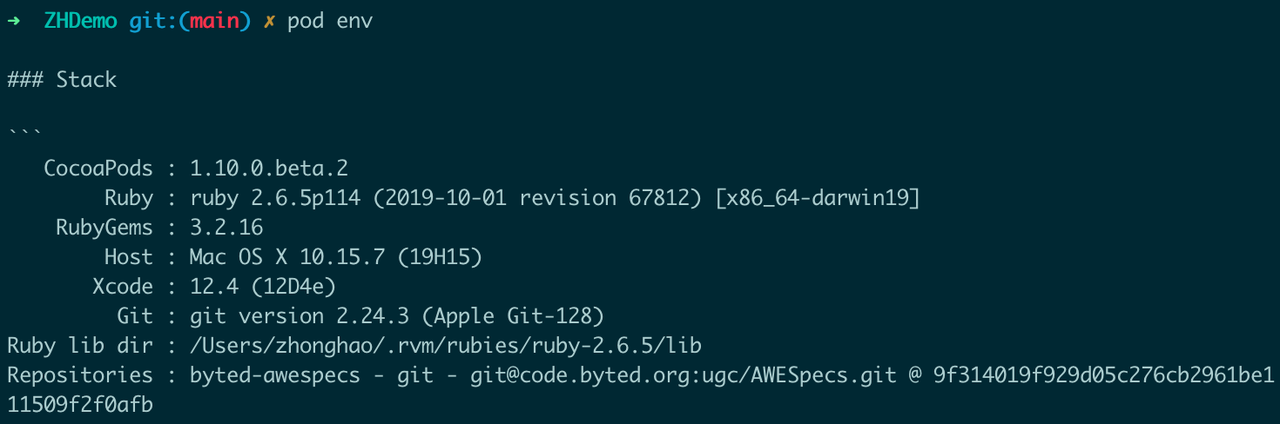 ➜  ZHDemo git:(main) ✗ pod env
### Stack
```
CocoaPods : 1.10.0.beta.2
Ruby : ruby 2.6.5p114 (2019-10-01 revision 67812) [x86_64-darwin19]
RubyGems : 3.2.16
Host : Mac OS X 10.15.7 (19H15)
Xcode : 12.4 (12D4e)
Git : git version 2.24.3 (Apple Git-128)
Ruby lib dir : /Users/zhonghao/.rvm/rubies/ruby-2.6.5/lib
Repositories : byted-awespecs - git - git@code.byted.org:ugc/AWESpecs.git @ 9f314019f929d05c276cb2961be1
11509f2f0afb